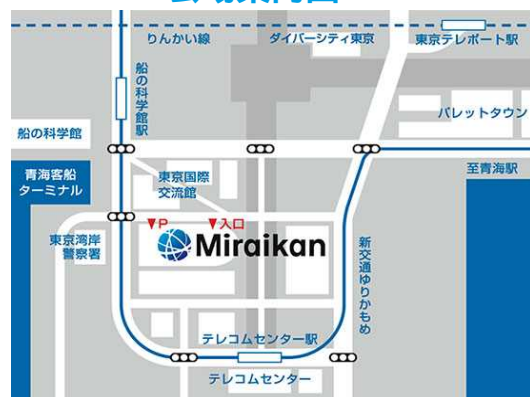 りんかい線
ダイバーシティ東京
東京テレポート駅
船の科学館駅
パレットタウン
船の科学館
至青海駅
青海客船
ターミナル
東京国際
交流館
▼P
▼入口
東京湾岸
警察署
Miraikan
新交通ゆりかもめ
テレコムセンター駅
テレコムセンター